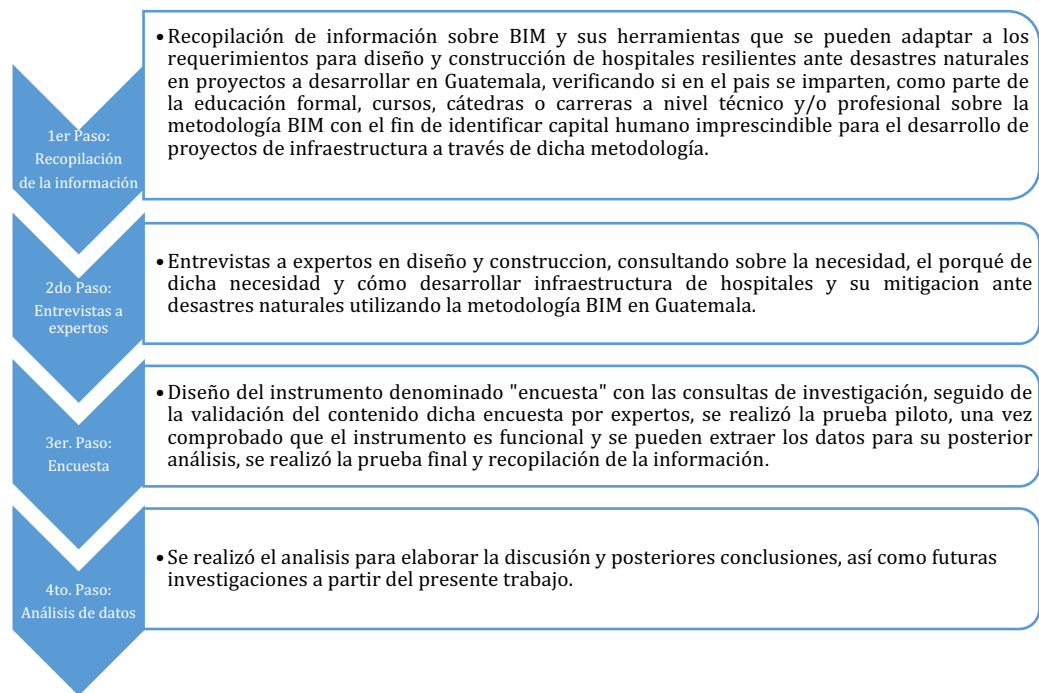 1er Paso:
Recopilación
de la información
•Recopilación de información sobre BIM y sus herramientas que se pueden adaptar a los
requerimientos para diseño y construcción de hospitales resilientes ante desastres naturales
en proyectos a desarrollar en Guatemala, verificando si en el pais se imparten, como parte de
la educación formal, cursos, cátedras o carreras a nivel técnico y/o profesional sobre la
metodología BIM con el fin de identificar capital humano imprescindible para el desarrollo de
proyectos de infraestructura a través de dicha metodología.
2do Paso:
Entrevistas a
expertos
•Entrevistas a expertos en diseño y construccion, consultando sobre la necesidad, el porqué de
dicha necesidad y cómo desarrollar infraestructura de hospitales y su mitigacion ante
desastres naturales utilizando la metodología BIM en Guatemala.
3er. Paso:
Encuesta
•Diseño del instrumento denominado "encuesta" con las consultas de investigación, seguido de
la validación del contenido dicha encuesta por expertos, se realizó la prueba piloto, una vez
comprobado que el instrumento es funcional y se pueden extraer los datos para su posterior
análisis, se realizó la prueba final y recopilación de la información.
4to. Paso:
Análisis de datos
•Se realizó el analisis para elaborar la discusión y posteriores conclusiones, así como futuras
investigaciones a partir del presente trabajo.